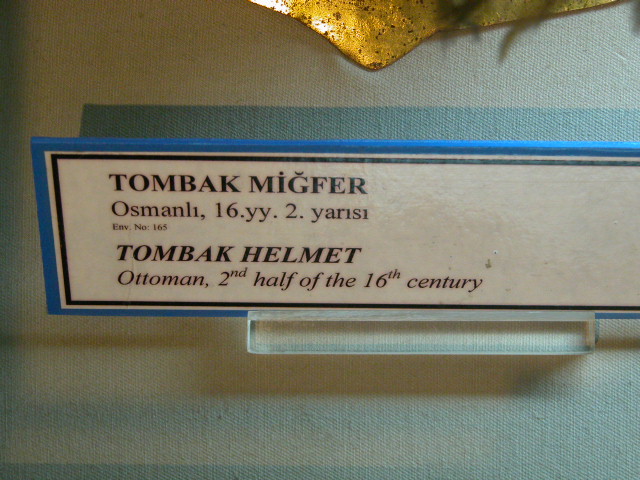 TOMBAK MİĞFER
Osmanlı, 16.yy. 2. yarısı
Env. No: 165
TOMBAK HELMET
Ottoman, 2nd half of the 16th century